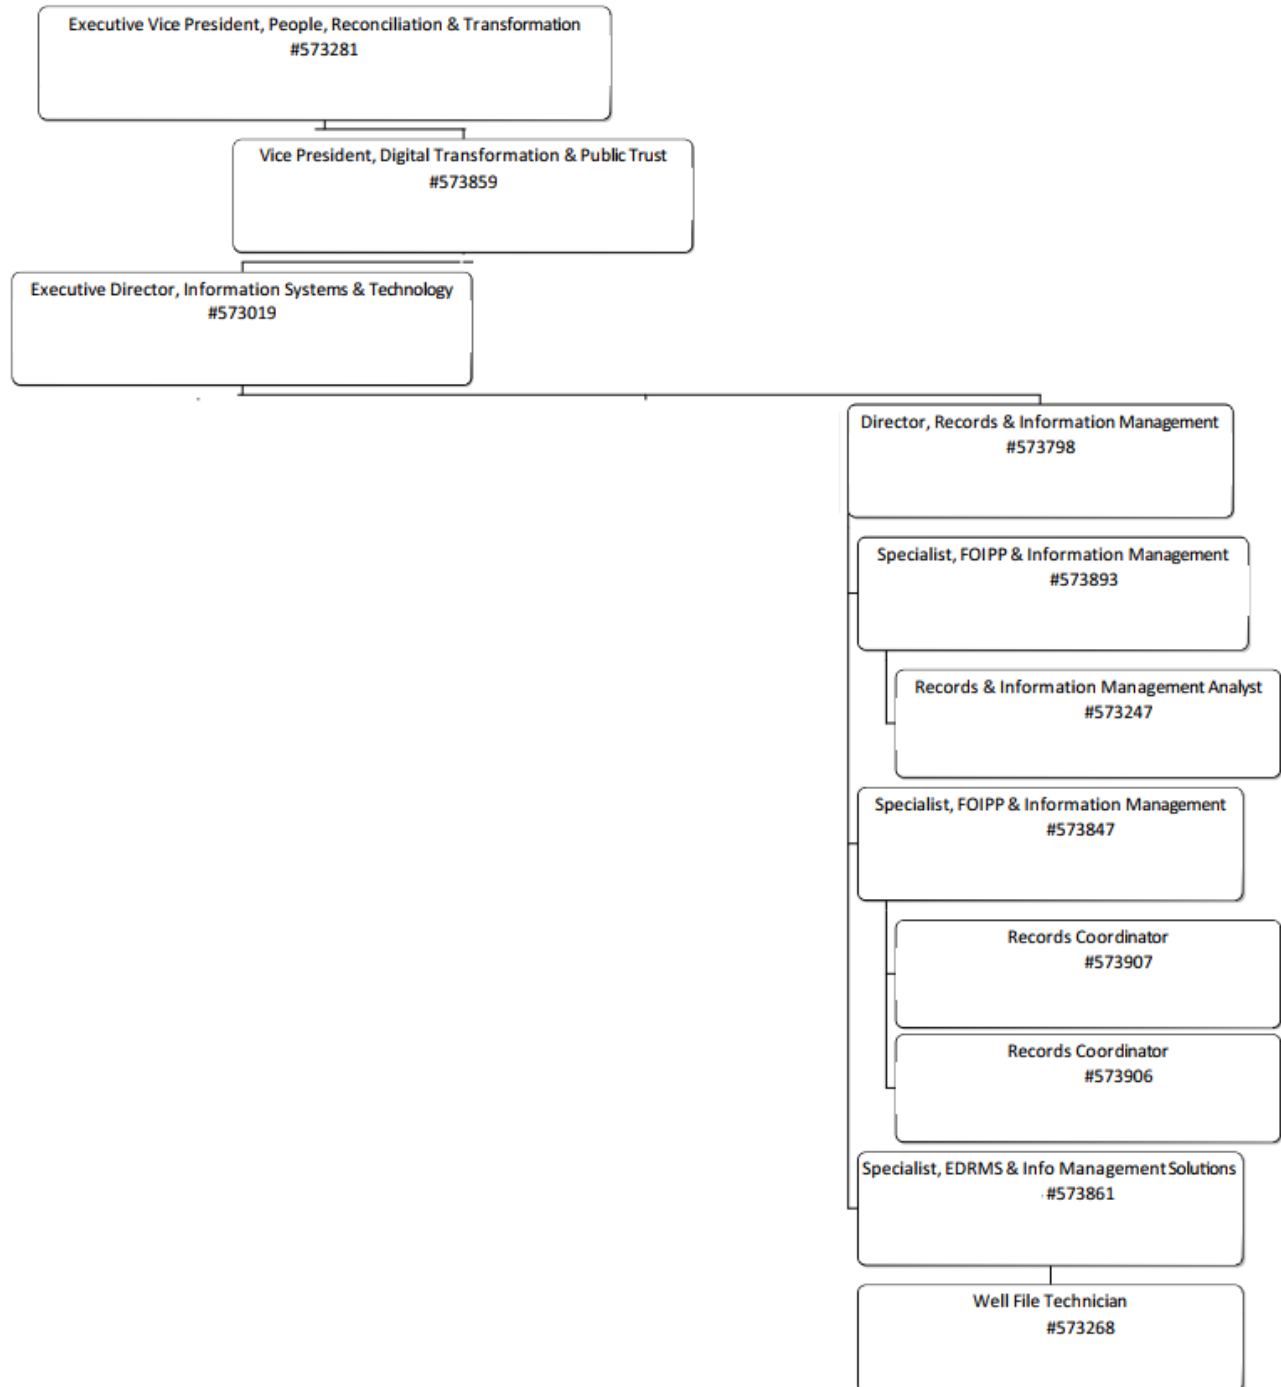 Executive Vice President, People, Reconciliation & Transformation
#573281
Vice President, Digital Transformation & Public Trust
#573859
Executive Director, Information Systems & Technology
#573019
Director, Records & Information Management
#573798
Specialist, FOIPP & Information Management
#573893
Records & Information Management Analyst
#573247
Specialist, FOIPP & Information Management
#573847
Records Coordinator
#573907
Records Coordinator
#573906
Specialist, EDRMS & Info Management Solutions
#573861
Well File Technician
#573268